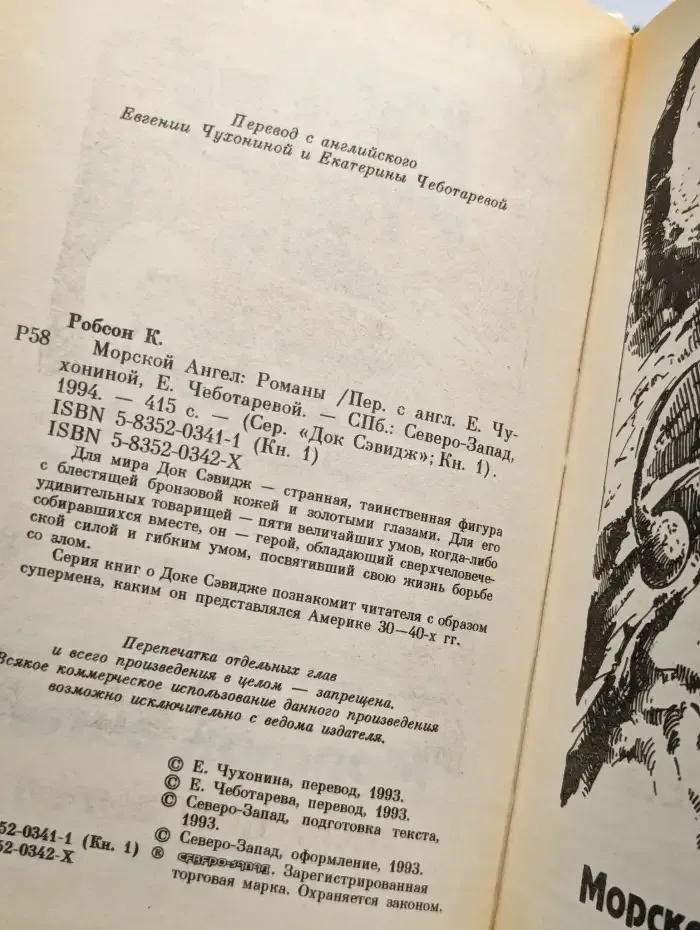 Перевод с английского
Евгении Чухониной и Екатерины Чеботаревой
Робсон К.
Р58
Морской Ангел: Романы /Пер. с англ. Е. Чу-
хониной, Е. Чеботаревой. — СПб.: Северо-Запад,
1994. — 415 с. — (Сер. «Док Сэвидж»; Кн. 1).
ISBN 5-8352-0341-1 (Кн. 1)
ISBN 5-8352-0342-X
Для мира Док Сэвидж — странная, таинственная фигура
с блестящей бронзовой кожей и золотыми глазами. Для его
удивительных товарищей — пяти величайших умов, когда-либо
собиравшихся вместе, он — герой, обладающий сверхчеловече-
ской силой и гибким умом, посвятивший свою жизнь борьбе
со злом.
Серия книг о Доке Сэвидже познакомит читателя с образом
супермена, каким он представлялся Америке 30—40-х гг.
Перепечатка отдельных глав
и всего произведения в целом — запрещена.
Всякое коммерческое использование данного произведения
возможно исключительно с ведома издателя.
© Е. Чухонина, перевод, 1993.
© Е. Чеботарева, перевод, 1993.
© Северо-Запад, подготовка текста,
1993.
© Северо-Запад, оформление, 1993.
® СЕВЕРО-ЗАПАД. Зарегистрированная
торговая марка. Охраняется законом.
52-0341-1 (Кн. 1)
52-0342-X
Морско